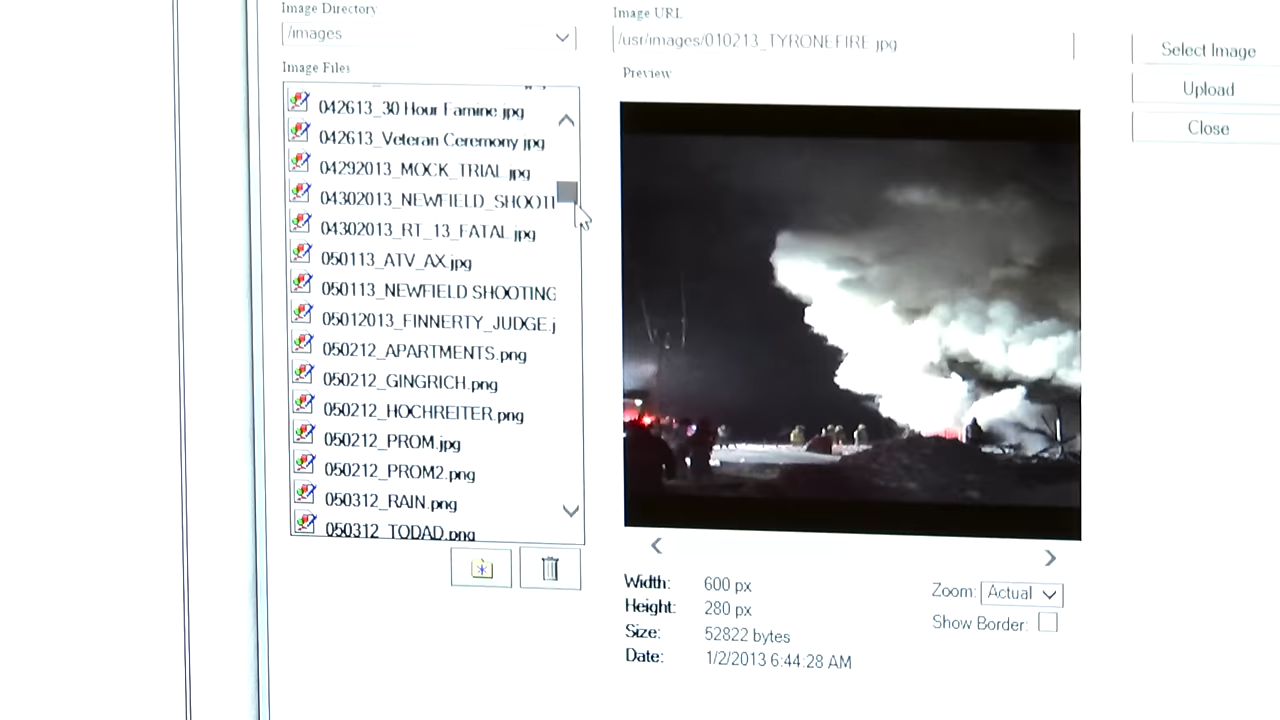 Image Directory
/images
Image Files
042613_30 Hour Famine.jpg
042613_Veteran Ceremony.jpg
04292013_MOCK_TRIAL.jpg
04302013_NEWFIELD_SHOOTI
04302013_RT_13_FATAL.jpg
050113_ATV_AX.jpg
050113_NEWFIELD SHOOTING
05012013_FINNERTY_JUDGE.j
050212_APARTMENTS.png
050212_GINGRICH.png
050212_HOCHREITER.png
050212_PROM.jpg
050212_PROM2.png
050312_RAIN.png
050312_TODAD.png
Image URL
/usr/images/010213_TYRONEFIRE.jpg
Preview
Width: 600 px
Height: 280 px
Size: 52822 bytes
Date: 1/2/2013 6:44:28 AM
Zoom: Actual
Show Border:
Select Image
Upload
Close